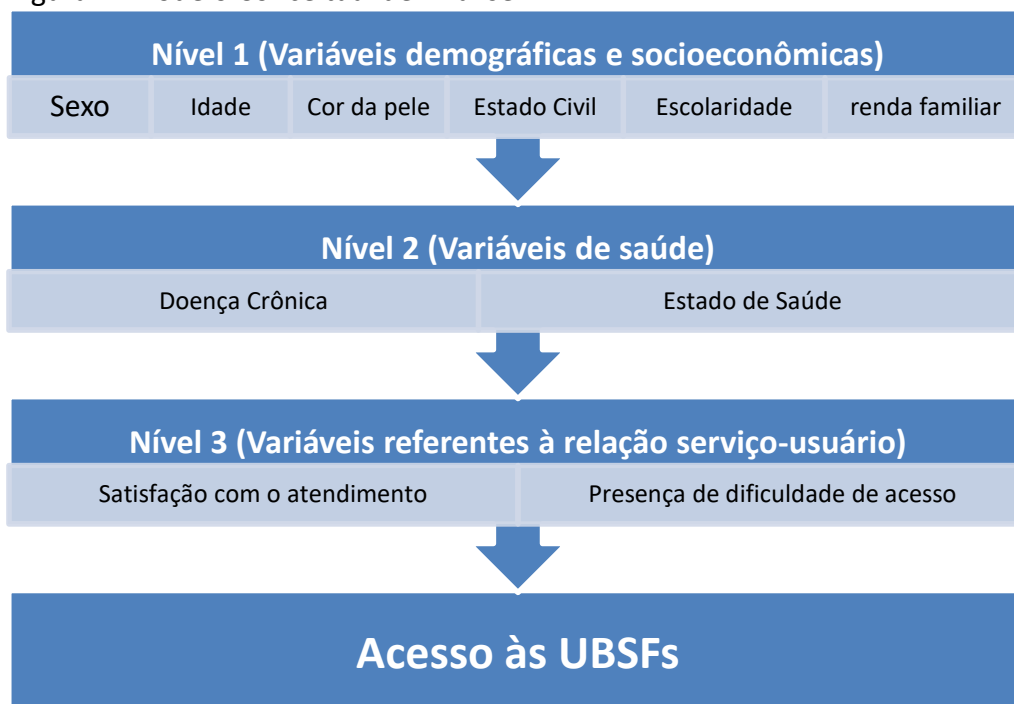 Nível 1 (Variáveis demográficas e socioeconômicas)
Sexo Idade Cor da pele Estado Civil Escolaridade renda familiar
Nível 2 (Variáveis de saúde)
Doença Crônica Estado de Saúde
Nível 3 (Variáveis referentes à relação serviço-usuário)
Satisfação com o atendimento Presença de dificuldade de acesso
Acesso às UBSFs